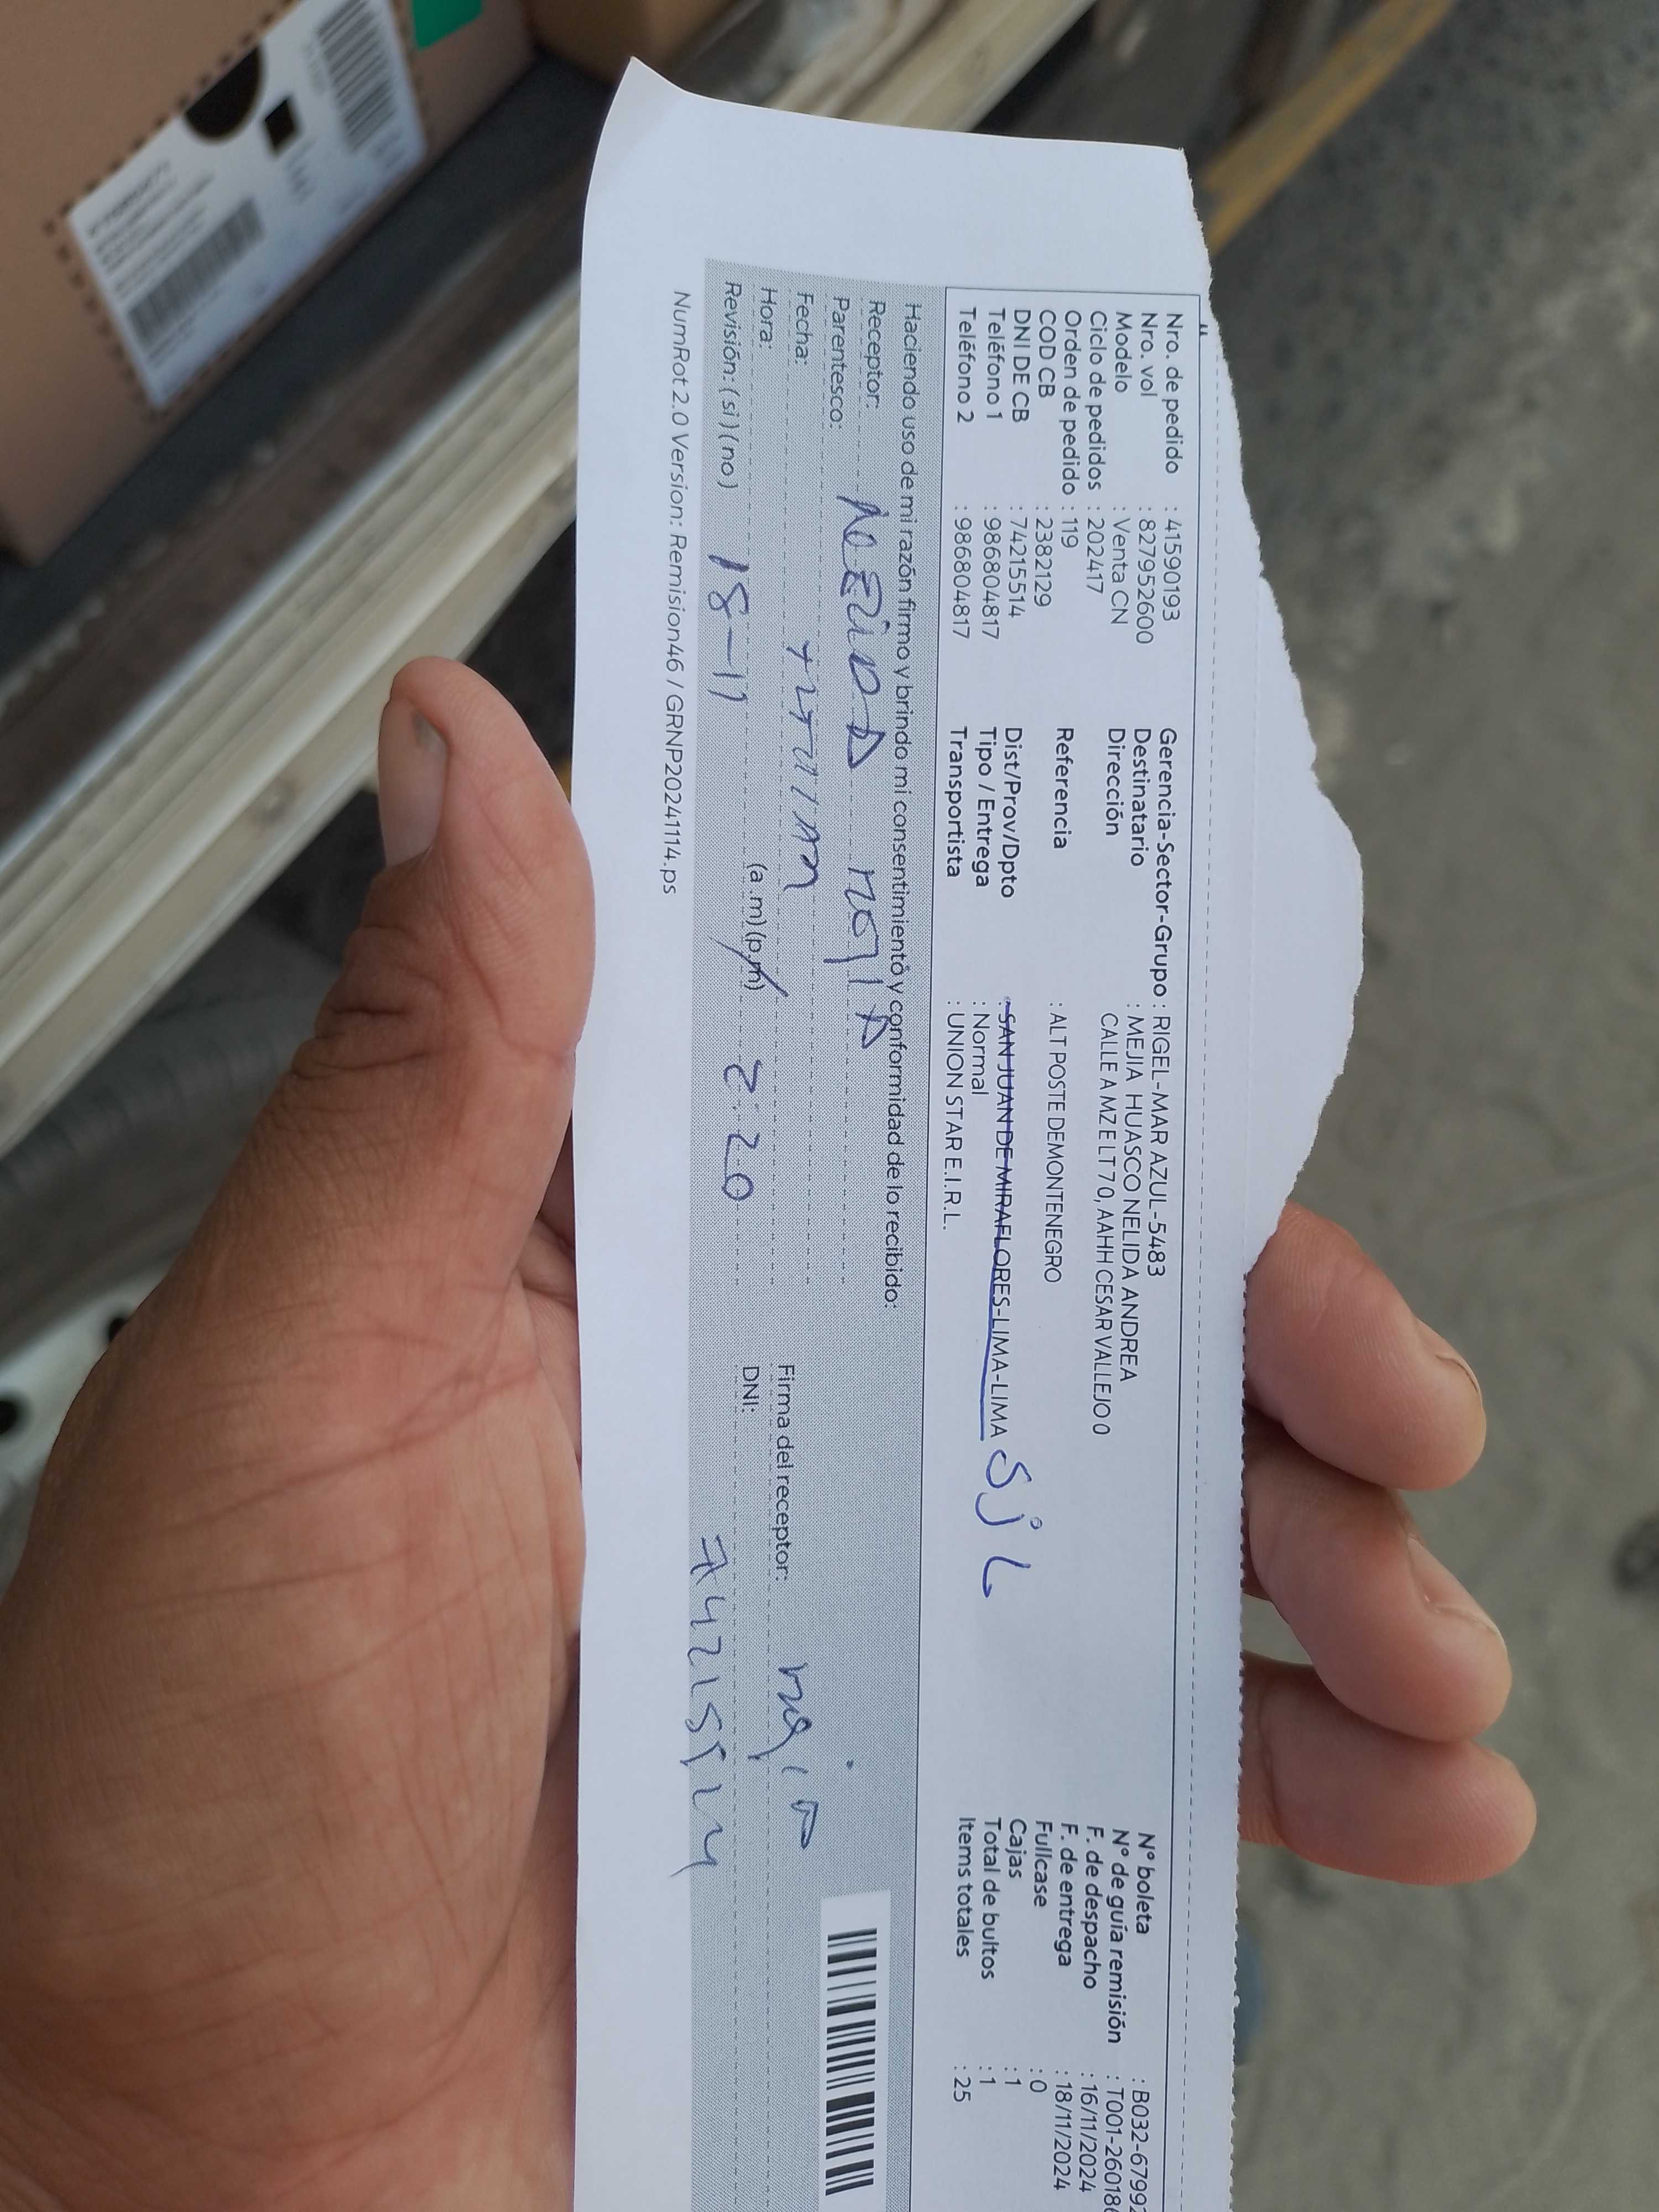 Nro. de pedido : 41590193
Nro. vol : 827952600
Modelo : Venta CN
Ciclo de pedidos : 202417
Orden de pedido : 119
COD CB : 2382129
DNI DE CB : 74215514
Teléfono 1 : 986804817
Teléfono 2 : 986804817
Gerencia-Sector-Grupo : RIGEL-MAR AZUL-5483
Destinatario : MEJIA HUASCO NELIDA ANDREA
Dirección CALLE A MZ E LT 70, AAHH CESAR VALLEJO 0
Referencia : ALT POSTE DEMONTENEGRO
Dist/Prov/Dpto : SAN JUAN DE MIRAFLORES-LIMA-LIMA SJL
Tipo / Entrega : Normal
Transportista : UNION STAR E.I.R.L.
N° boleta : B032-6799
N° de guía remisión : T001-26018
F. de despacho : 16/11/2024
F. de entrega : 18/11/2024
Fullcase : 0
Cajas : 1
Total de bultos : 1
Items totales : 25
Haciendo uso de mi razón firmo y brindo mi consentimiento y conformidad de lo recibido:
Receptor:
Parentesco:
Fecha:
Hora: (a.m)(p.m) 2:20
Revisión: (si) (no) 18-11
Firma del receptor:
DNI: 74215514
NumRot 2.0 Version: Remision46 / GRNP20241114.ps